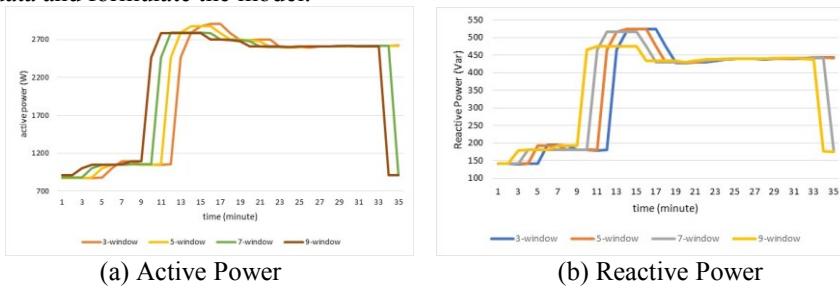 data and formulate the model.
2700
2200
1700
1200
700
active power (W)
1 3 5 7 9 11 13 15 17 19 21 23 25 27 29 31 33 35
time (minute)
3-window 5-window 7-window 9-window
550
500
450
400
350
300
250
200
150
100
Reactive Power (Var)
1 3 5 7 9 11 13 15 17 19 21 23 25 27 29 31 33 35
time (minute)
3-window 5-window 7-window 9-window
(a) Active Power
(b) Reactive Power